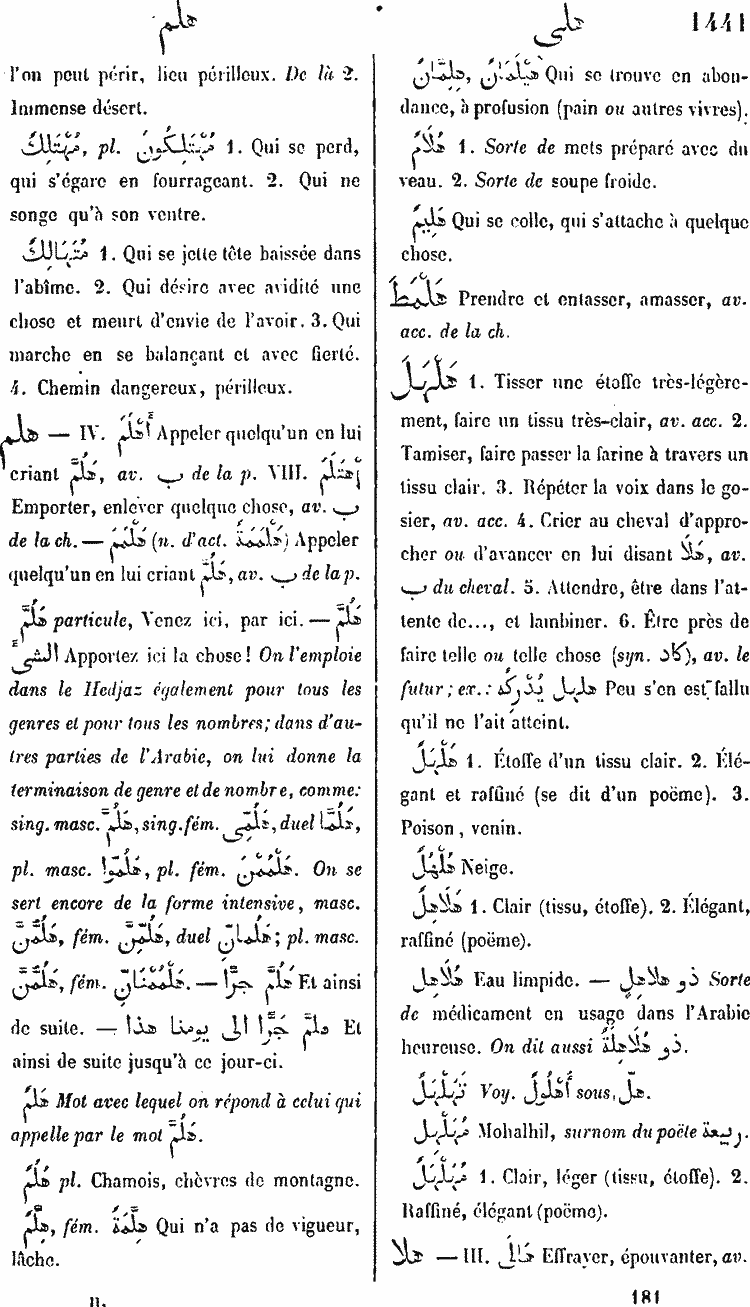 هلم
هلى 1441
l'on peut périr, lieu périlleux. De là 2.
Immense désert.
مُهْتَلِكٌ, pl. مُهْتَلِكُونَ 1. Qui se perd,
qui s'égare en fourrageant. 2. Qui ne
songe qu'à son ventre.
مُتَهَالِكٌ 1. Qui se jette tête baissée dans
l'abîme. 2. Qui désire avec avidité une
chose et meurt d'envie de l'avoir. 3. Qui
marche en se balançant et avec fierté.
4. Chemin dangereux, périlleux.
هلم — IV. أَهْلَمَ Appeler quelqu'un en lui
criant هَلُمَّ, av. ب de la p. VIII. إِهْتَلَمَ
Emporter, enlever quelque chose, av. ب
de la ch. — هَلْمَمَ (n. d'act. هَلْمَمَةٌ) Appeler
quelqu'un en lui criant هَلُمَّ, av. ب de la p.
هَلُمَّ particule, Venez ici, par ici. — هَلُمَّ
الشَّىْءَ Apportez ici la chose! On l'emploie
dans le Hedjaz également pour tous les
genres et pour tous les nombres; dans d'au-
tres parties de l'Arabie, on lui donne la
terminaison de genre et de nombre, comme:
sing. masc. هَلُمَّ, sing. fém. هَلُمِّى, duel هَلُمَّا,
pl. masc. هَلُمُّوا, pl. fém. هَلْمُمْنَ. On se
sert encore de la forme intensive, masc.
هَلُمَّنَّ, fém. هَلُمِّنَّ, duel هَلُمَّانِّ; pl. masc.
هَلُمُّنَّ, fém. هَلْمُمْنَانِّ. — هَلُمَّ جَرًّا Et ainsi
de suite. — هلمّ جَرًّا الى يومنا هذا Et
ainsi de suite jusqu'à ce jour-ci.
هَلُمَ Mot avec lequel on répond à celui qui
appelle par le mot هَلُمَّ.
هُلُمٌ pl. Chamois, chèvres de montagne.
هِلَّمٌ, fém. هِلَّمَةٌ Qui n'a pas de vigueur,
lâche.
II.
هَيْلَمَانٌ, هِلِمَّانٌ Qui se trouve en abon-
dance, à profusion (pain ou autres vivres).
هُلَامٌ 1. Sorte de mets préparé avec du
veau. 2. Sorte de soupe froide.
هَلِيمٌ Qui se colle, qui s'attache à quelque
chose.
هَلْمَطَ Prendre et entasser, amasser, av.
acc. de la ch.
هَلْهَلَ 1. Tisser une étoffe très-légère-
ment, faire un tissu très-clair, av. acc. 2.
Tamiser, faire passer la farine à travers un
tissu clair. 3. Répéter la voix dans le go-
sier, av. acc. 4. Crier au cheval d'appro-
cher ou d'avancer en lui disant هَلَا, av.
ب du cheval. 5. Attendre, être dans l'at-
tente de..., et lambiner. 6. Être près de
faire telle ou telle chose (syn. كَادَ), av. le
futur; ex.: هلهل يُدْرِكُهُ Peu s'en est fallu
qu'il ne l'ait atteint.
هَلْهَلٌ 1. Étoffe d'un tissu clair. 2. Élé-
gant et raffiné (se dit d'un poëme). 3.
Poison, venin.
هُلْهُلٌ Neige.
هَلَاهِلٌ 1. Clair (tissu, étoffe). 2. Élégant,
raffiné (poëme).
هُلَاهِلٌ Eau limpide. — ذو هلاهلٍ Sorte
de médicament en usage dans l'Arabie
heureuse. On dit aussi ذو هُلَاهِلَةٌ.
تَهَلْهَلَ Voy. أُهْلُولٌ sous هلّ.
مُهَلْهِل Mohalhil, surnom du poëte ربيعة.
مُهَلْهَلٌ 1. Clair, léger (tissu, étoffe). 2.
Raffiné, élégant (poëme).
هلا — III. هَالَى Effrayer, épouvanter, av.
181